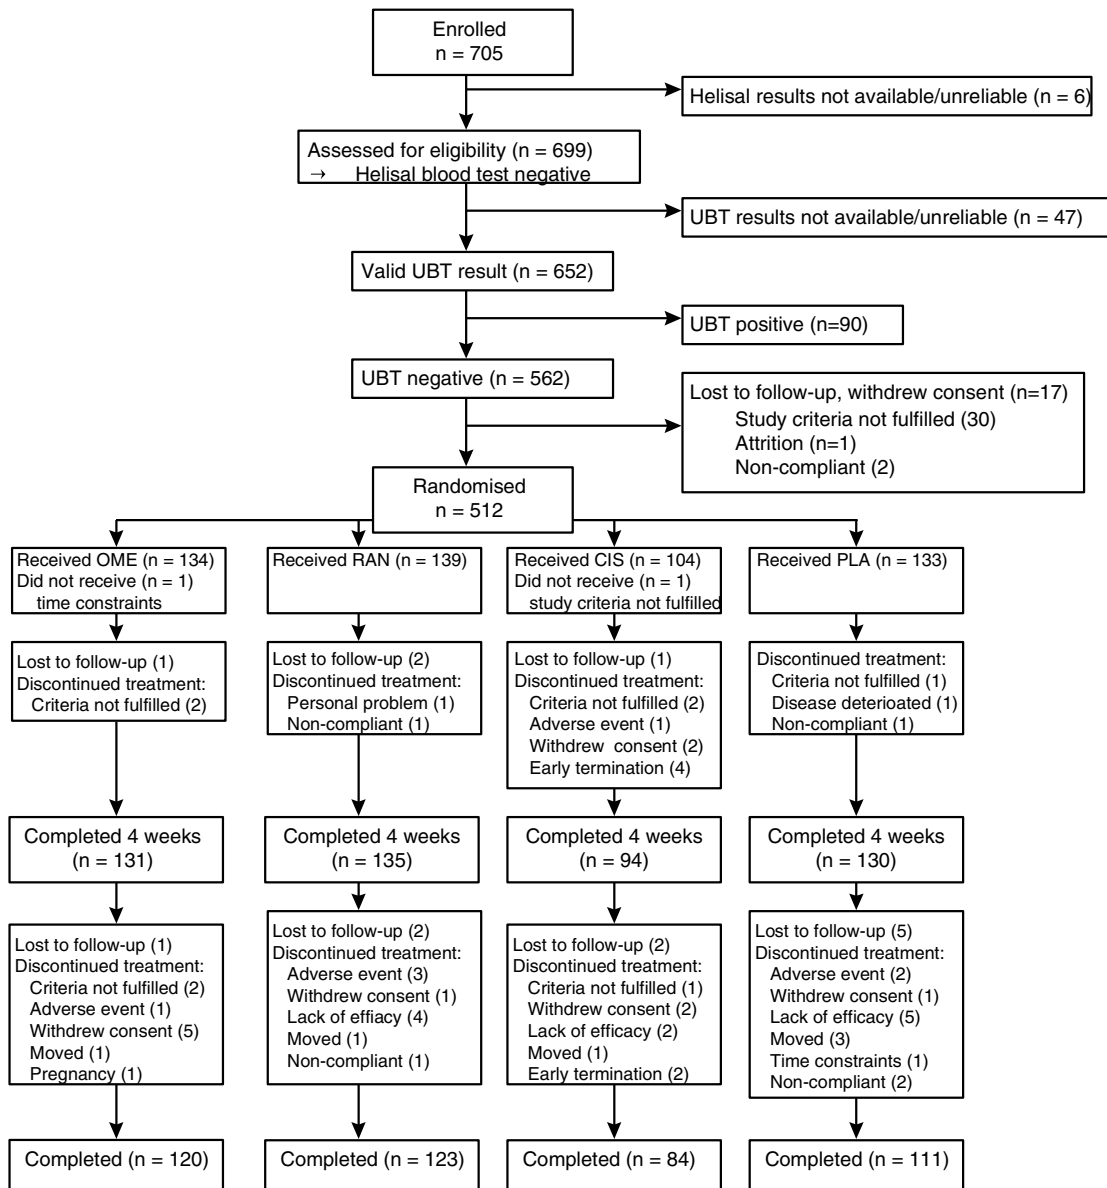 Enrolled
n = 705
Helisal results not available/unreliable (n = 6)
Assessed for eligibility (n = 699)
→ Helisal blood test negative
UBT results not available/unreliable (n = 47)
Valid UBT result (n = 652)
UBT positive (n=90)
UBT negative (n = 562)
Lost to follow-up, withdrew consent (n=17)
Study criteria not fulfilled (30)
Attrition (n=1)
Non-compliant (2)
Randomised
n = 512
Received OME (n = 134)
Did not receive (n = 1)
time constraints
Received RAN (n = 139)
Received CIS (n = 104)
Did not receive (n = 1)
study criteria not fulfilled
Received PLA (n = 133)
Lost to follow-up (1)
Discontinued treatment:
Criteria not fulfilled (2)
Lost to follow-up (2)
Discontinued treatment:
Personal problem (1)
Non-compliant (1)
Lost to follow-up (1)
Discontinued treatment:
Criteria not fulfilled (2)
Adverse event (1)
Withdrew consent (2)
Early termination (4)
Discontinued treatment:
Criteria not fulfilled (1)
Disease deterioated (1)
Non-compliant (1)
Completed 4 weeks
(n = 131)
Completed 4 weeks
(n = 135)
Completed 4 weeks
(n = 94)
Completed 4 weeks
(n = 130)
Lost to follow-up (1)
Discontinued treatment:
Criteria not fulfilled (2)
Adverse event (1)
Withdrew consent (5)
Moved (1)
Pregnancy (1)
Lost to follow-up (2)
Discontinued treatment:
Adverse event (3)
Withdrew consent (1)
Lack of effiacy (4)
Moved (1)
Non-compliant (1)
Lost to follow-up (2)
Discontinued treatment:
Criteria not fulfilled (1)
Withdrew consent (2)
Lack of efficacy (2)
Moved (1)
Early termination (2)
Lost to follow-up (5)
Discontinued treatment:
Adverse event (2)
Withdrew consent (1)
Lack of efficacy (5)
Moved (3)
Time constraints (1)
Non-compliant (2)
Completed (n = 120)
Completed (n = 123)
Completed (n = 84)
Completed (n = 111)